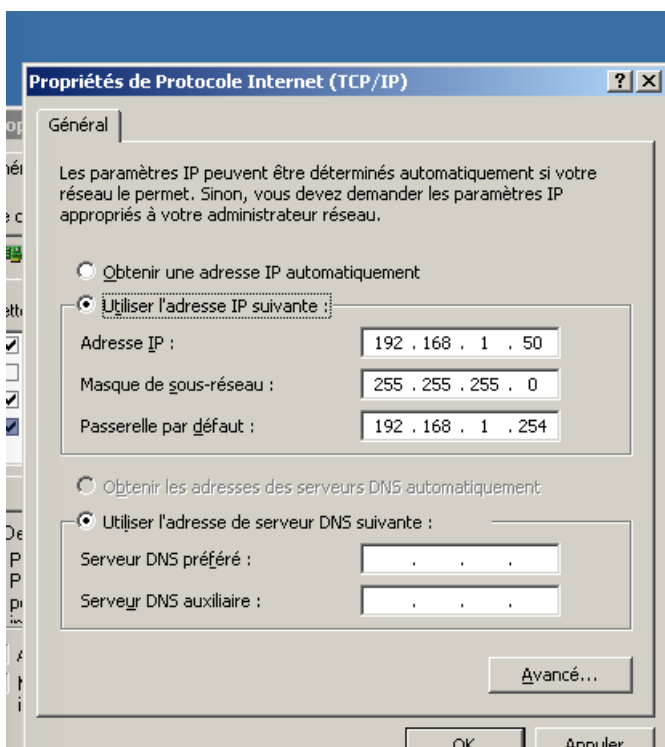 Propriétés de Protocole Internet (TCP/IP)
Général
Les paramètres IP peuvent être déterminés automatiquement si votre
réseau le permet. Sinon, vous devez demander les paramètres IP
appropriés à votre administrateur réseau.
Obtenir une adresse IP automatiquement
Utiliser l'adresse IP suivante :
Adresse IP : 192 . 168 . 1 . 50
Masque de sous-réseau : 255 . 255 . 255 . 0
Passerelle par défaut : 192 . 168 . 1 . 254
Obtenir les adresses des serveurs DNS automatiquement
Utiliser l'adresse de serveur DNS suivante :
Serveur DNS préféré : . . .
Serveur DNS auxiliaire : . . .
Avancé...
OK Annuler